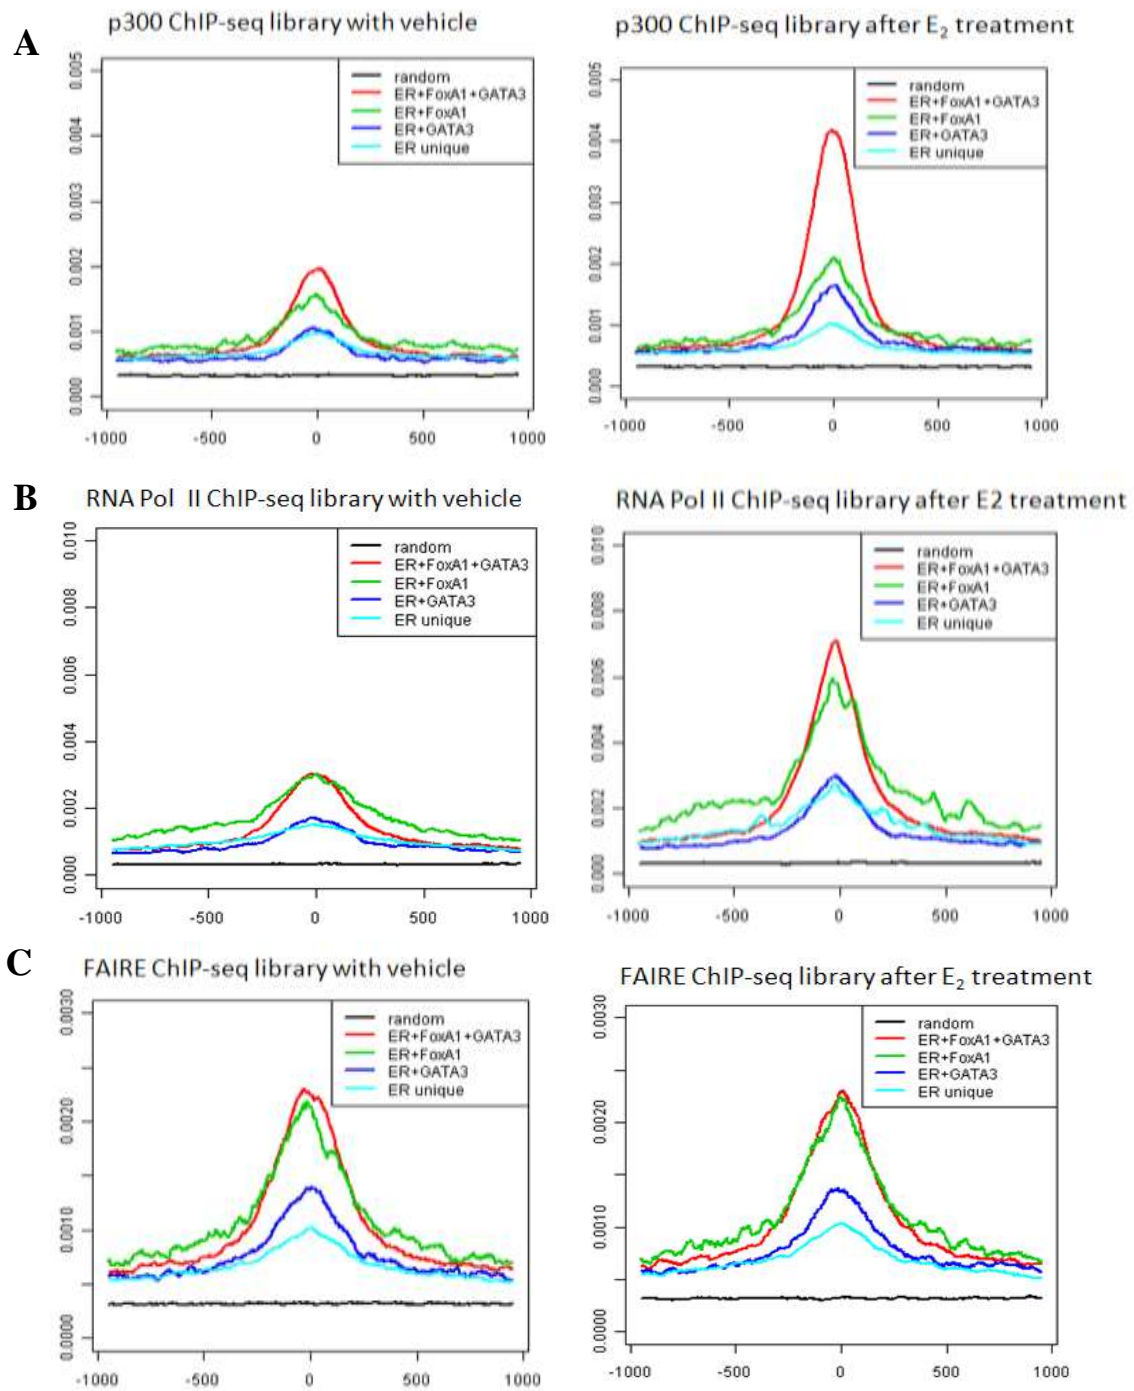 A
p300 ChIP-seq library with vehicle
0.005
0.004
0.003
0.002
0.001
0.000
random
ER+FoxA1+GATA3
ER+FoxA1
ER+GATA3
ER unique
-1000
-500
0
500
1000
p300 ChIP-seq library after E2 treatment
0.005
0.004
0.003
0.002
0.001
0.000
random
ER+FoxA1+GATA3
ER+FoxA1
ER+GATA3
ER unique
-1000
-500
0
500
1000
B
RNA Pol II ChIP-seq library with vehicle
0.010
0.008
0.006
0.004
0.002
0.000
random
ER+FoxA1+GATA3
ER+FoxA1
ER+GATA3
ER unique
-1000
-500
0
500
1000
RNA Pol II ChIP-seq library after E2 treatment
0.010
0.008
0.006
0.004
0.002
0.000
random
ER+FoxA1+GATA3
ER+FoxA1
ER+GATA3
ER unique
-1000
-500
0
500
1000
C
FAIRE ChIP-seq library with vehicle
0.0030
0.0020
0.0010
0.0000
random
ER+FoxA1+GATA3
ER+FoxA1
ER+GATA3
ER unique
-1000
-500
0
500
1000
FAIRE ChIP-seq library after E2 treatment
0.0030
0.0020
0.0010
0.0000
random
ER+FoxA1+GATA3
ER+FoxA1
ER+GATA3
ER unique
-1000
-500
0
500
1000